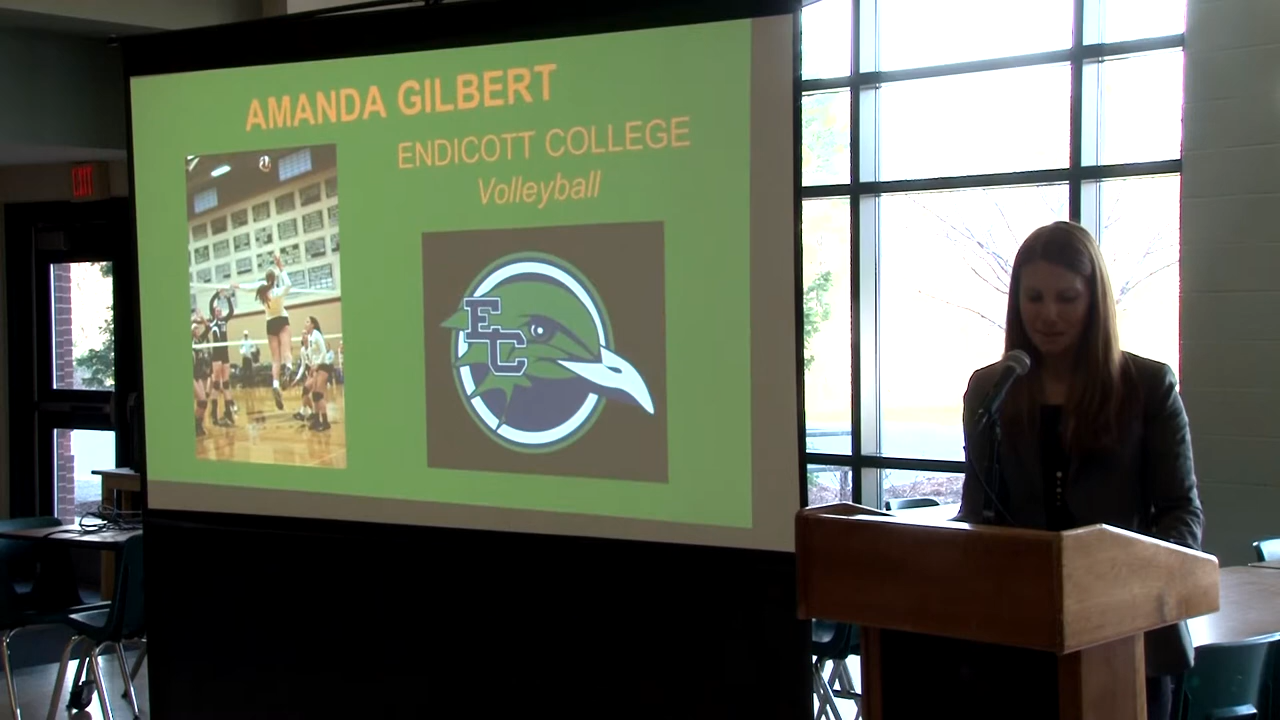 AMANDA GILBERT
ENDICOTT COLLEGE
Volleyball
EC
EXIT